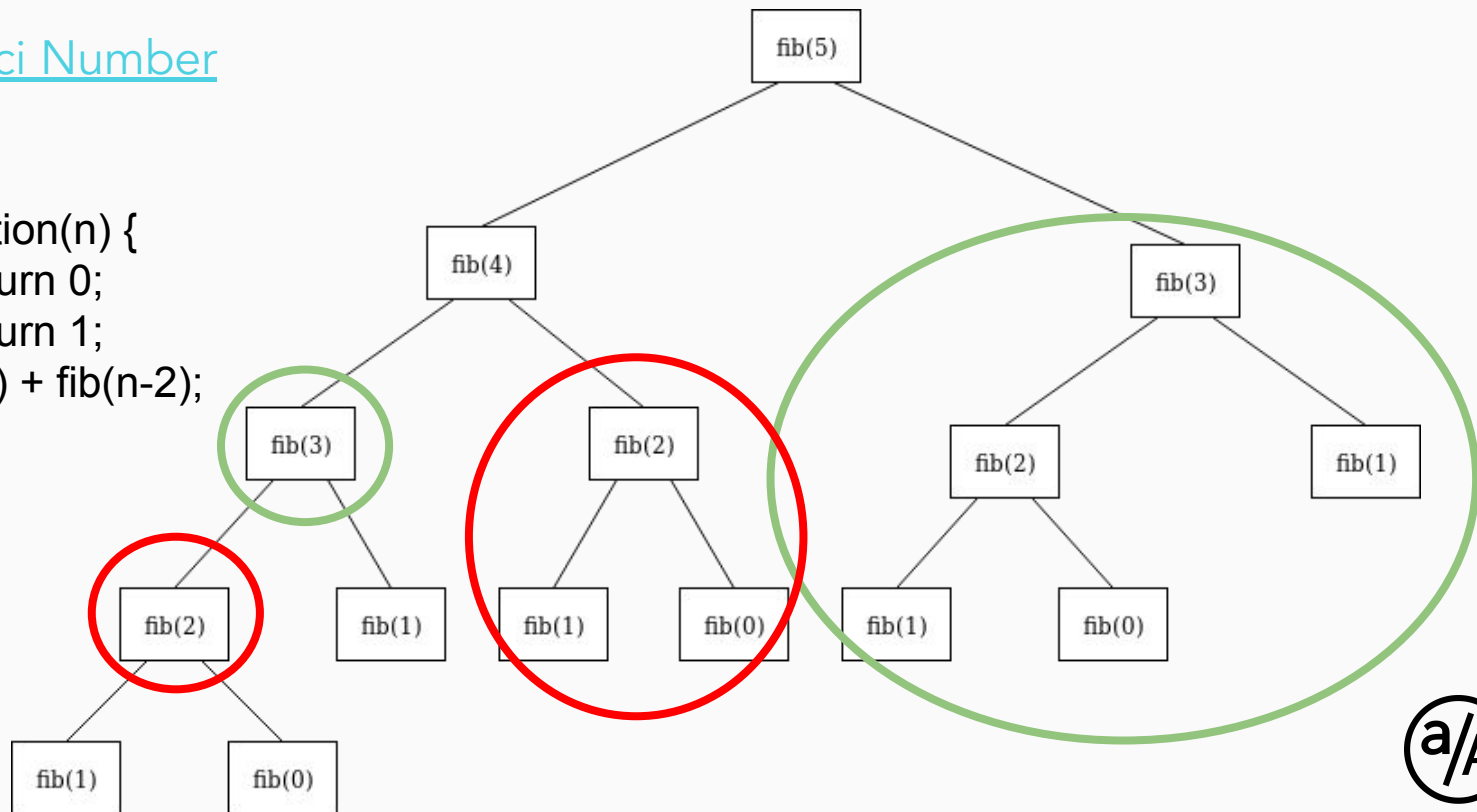 ci Number
tion(n) {
urn 0;
urn 1;
) + fib(n-2);
fib(5)
fib(4)
fib(3)
fib(3)
fib(2)
fib(2)
fib(1)
fib(2)
fib(1)
fib(1)
fib(0)
fib(1)
fib(0)
fib(1)
fib(0)
a/A